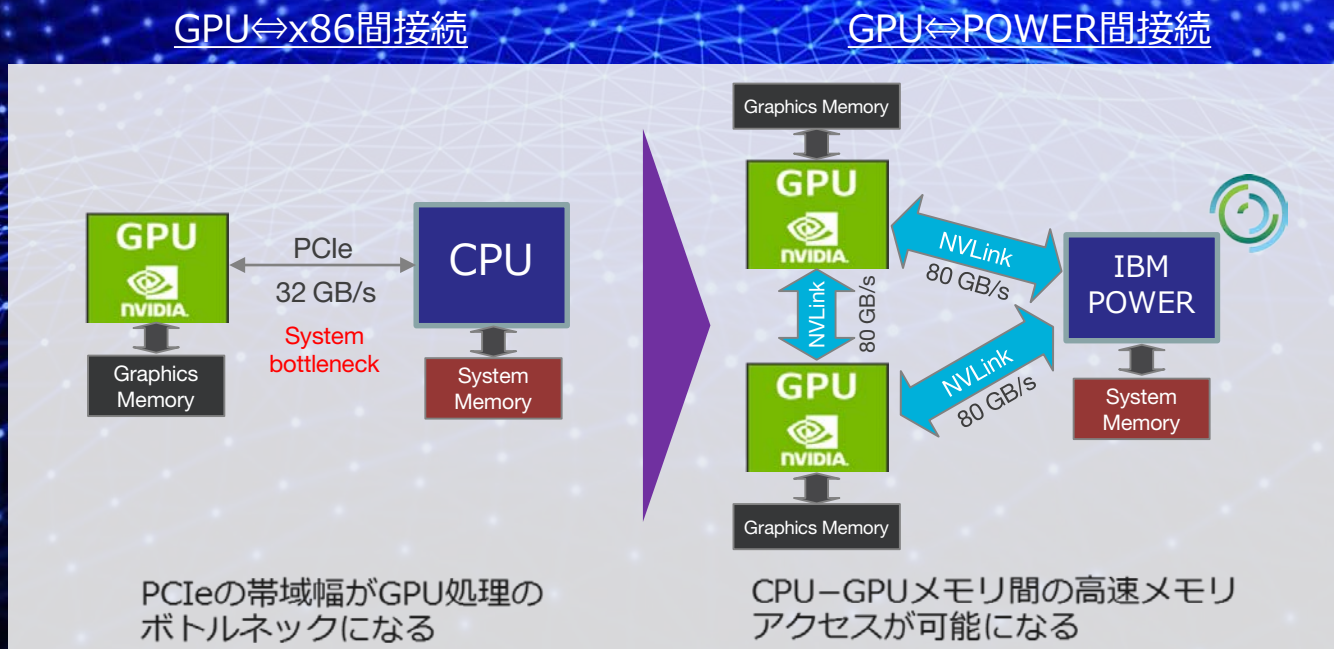 GPU⇔x86間接続
GPU
NVIDIA.
Graphics
Memory
PCIe
32 GB/s
System
bottleneck
CPU
System
Memory
PCIeの帯域幅がGPU処理の
ボトルネックになる
GPU⇔POWER間接続
Graphics Memory
GPU
NVIDIA.
NVLink
80 GB/s
NVLink
80 GB/s
IBM
POWER
System
Memory
NVLink
80 GB/s
GPU
NVIDIA.
Graphics Memory
CPU–GPUメモリ間の高速メモリ
アクセスが可能になる